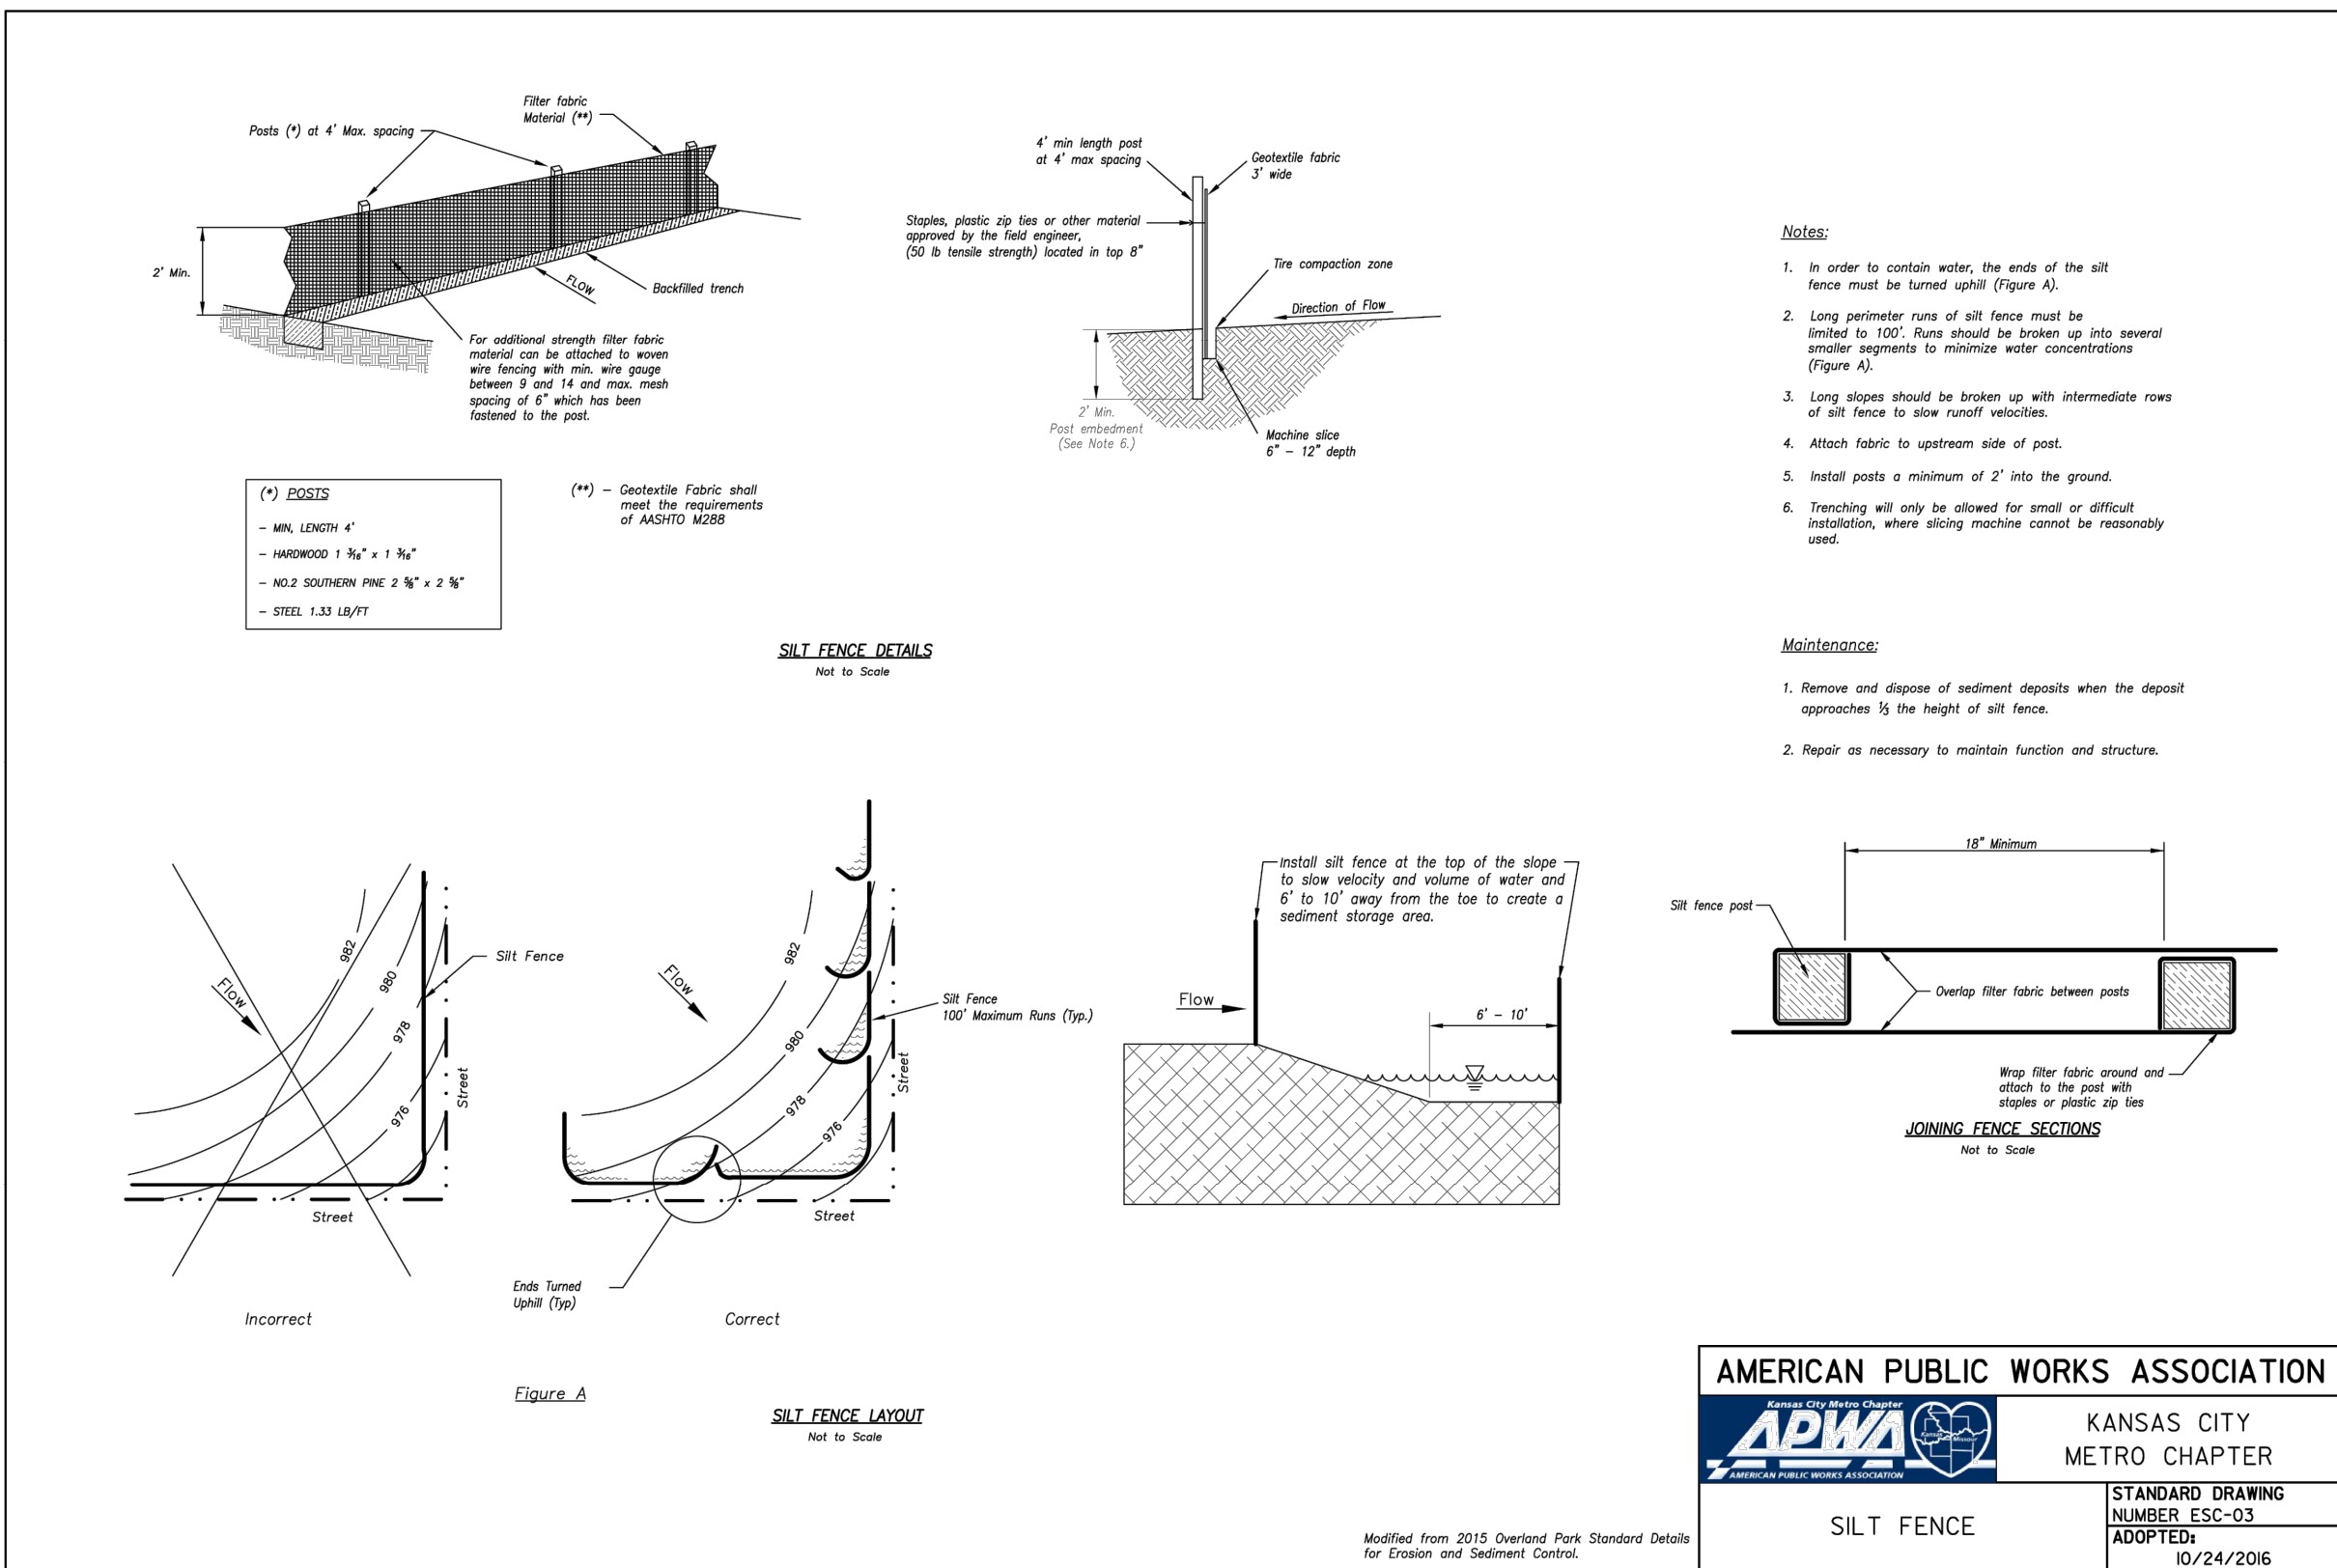 Filter fabric
Material (**)
Posts (*) at 4' Max. spacing
2' Min.
FLOW
Backfilled trench
For additional strength filter fabric
material can be attached to woven
wire fencing with min. wire gauge
between 9 and 14 and max. mesh
spacing of 6" which has been
fastened to the post.
(*) POSTS
- MIN, LENGTH 4'
- HARDWOOD 1 3/16" x 1 3/16"
- NO.2 SOUTHERN PINE 2 5/8" x 2 5/8"
- STEEL 1.33 LB/FT
(**) - Geotextile Fabric shall
meet the requirements
of AASHTO M288
4' min length post
at 4' max spacing
Geotextile fabric
3' wide
Staples, plastic zip ties or other material
approved by the field engineer,
(50 lb tensile strength) located in top 8"
Tire compaction zone
Direction of Flow
2' Min.
Post embedment
(See Note 6.)
Machine slice
6" - 12" depth
SILT FENCE DETAILS
Not to Scale
Notes:
1. In order to contain water, the ends of the silt
fence must be turned uphill (Figure A).
2. Long perimeter runs of silt fence must be
limited to 100'. Runs should be broken up into several
smaller segments to minimize water concentrations
(Figure A).
3. Long slopes should be broken up with intermediate rows
of silt fence to slow runoff velocities.
4. Attach fabric to upstream side of post.
5. Install posts a minimum of 2' into the ground.
6. Trenching will only be allowed for small or difficult
installation, where slicing machine cannot be reasonably
used.
Maintenance:
1. Remove and dispose of sediment deposits when the deposit
approaches 1/3 the height of silt fence.
2. Repair as necessary to maintain function and structure.
982
980
978
976
Flow
Silt Fence
Street
Street
Incorrect
982
980
978
976
Flow
Silt Fence
100' Maximum Runs (Typ.)
Street
Street
Ends Turned
Uphill (Typ)
Correct
Figure A
SILT FENCE LAYOUT
Not to Scale
Install silt fence at the top of the slope
to slow velocity and volume of water and
6' to 10' away from the toe to create a
sediment storage area.
Flow
6' - 10'
18" Minimum
Silt fence post
Overlap filter fabric between posts
Wrap filter fabric around and
attach to the post with
staples or plastic zip ties
JOINING FENCE SECTIONS
Not to Scale
Modified from 2015 Overland Park Standard Details
for Erosion and Sediment Control.
AMERICAN PUBLIC WORKS ASSOCIATION
Kansas City Metro Chapter
APWA
Kansas
Missouri
AMERICAN PUBLIC WORKS ASSOCIATION
KANSAS CITY
METRO CHAPTER
SILT FENCE
STANDARD DRAWING
NUMBER ESC-03
ADOPTED:
10/24/2016